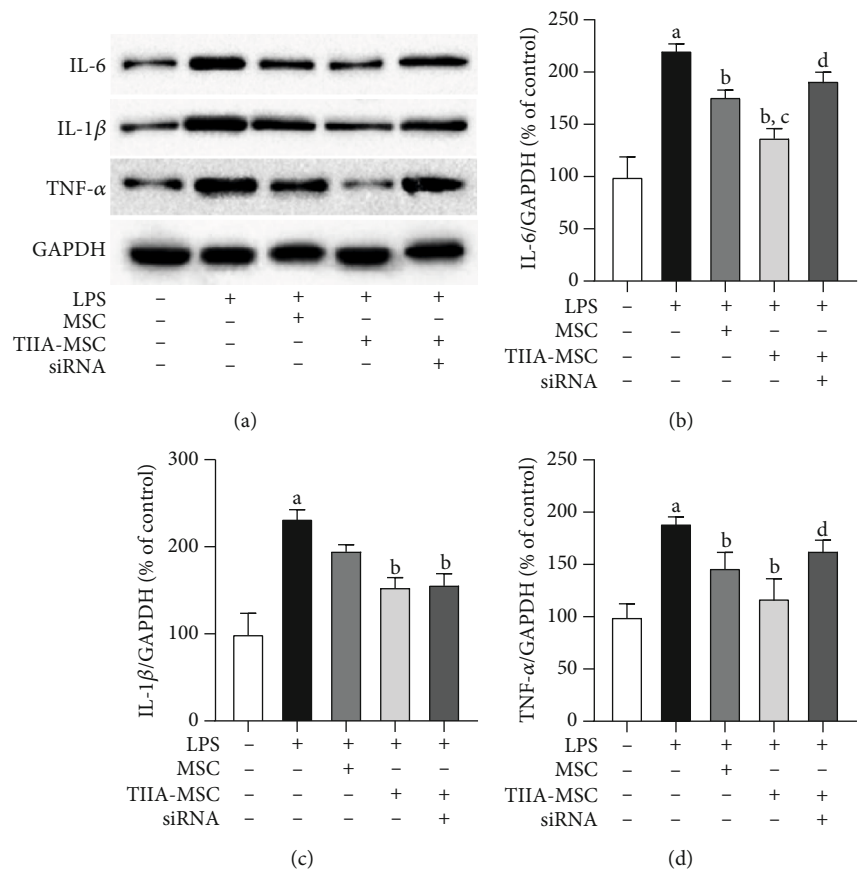 IL-6
IL-1β
TNF-α
GAPDH
LPS − + + + +
MSC − − + − −
TIIA-MSC − − − + +
siRNA − − − − +
(a)
IL-6/GAPDH (% of control)
250
200
150
100
50
0
a
b
b, c
d
LPS − + + + +
MSC − − + − −
TIIA-MSC − − − + +
siRNA − − − − +
(b)
IL-1β/GAPDH (% of control)
300
200
100
0
a
b
b
LPS − + + + +
MSC − − + − −
TIIA-MSC − − − + +
siRNA − − − − +
(c)
TNF-α/GAPDH (% of control)
250
200
150
100
50
0
a
b
b
d
LPS − + + + +
MSC − − + − −
TIIA-MSC − − − + +
siRNA − − − − +
(d)